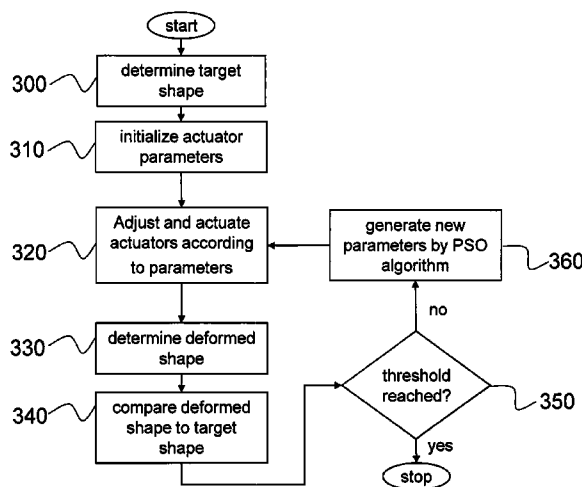 start
300
determine target
shape
310
initialize actuator
parameters
320
Adjust and actuate
actuators according
to parameters
generate new
parameters by PSO
algorithm
360
no
330
determine deformed
shape
340
compare deformed
shape to target
shape
threshold
reached?
350
yes
stop